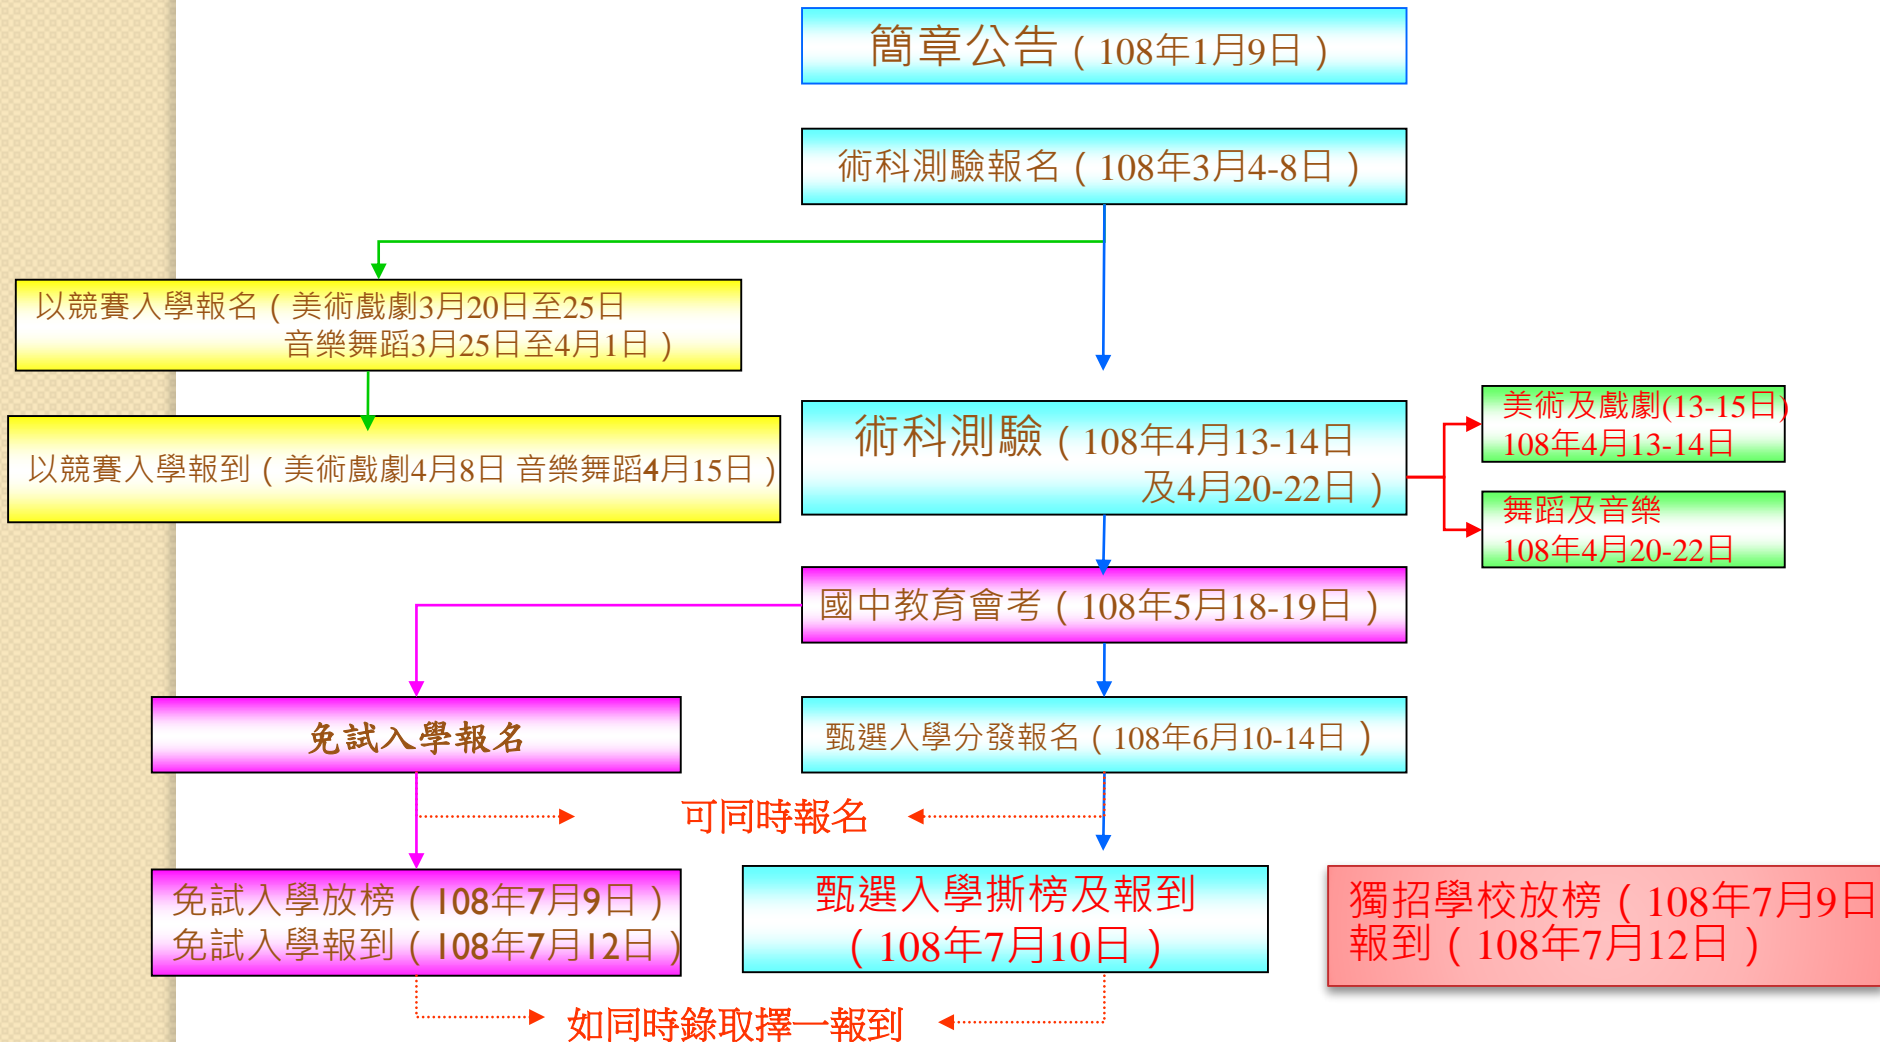 簡章公告（108年1月9日）
術科測驗報名（108年3月4-8日）
以競賽入學報名（美術戲劇3月20日至25日
音樂舞蹈3月25日至4月1日）
以競賽入學報到（美術戲劇4月8日 音樂舞蹈4月15日）
術科測驗（108年4月13-14日
及4月20-22日）
美術及戲劇(13-15日)
108年4月13-14日
舞蹈及音樂
108年4月20-22日
國中教育會考（108年5月18-19日）
免試入學報名
甄選入學分發報名（108年6月10-14日）
可同時報名
免試入學放榜（108年7月9日）
免試入學報到（108年7月12日）
甄選入學撕榜及報到
（108年7月10日）
獨招學校放榜（108年7月9日
報到（108年7月12日）
如同時錄取擇一報到